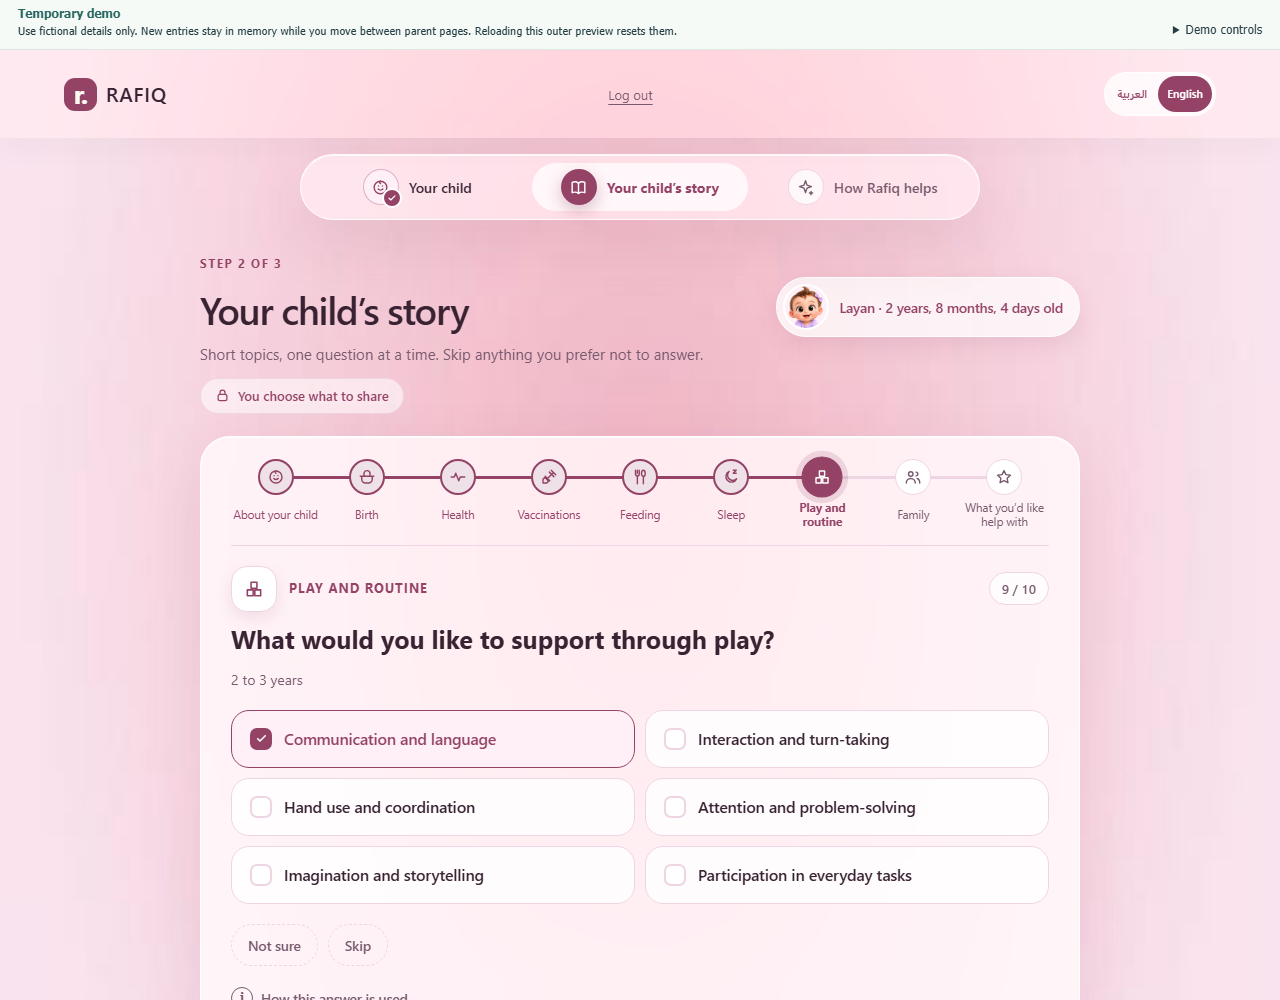 Temporary demo
Use fictional details only. New entries stay in memory while you move between parent pages. Reloading this outer preview resets them.
Demo controls
r.
RAFIQ
Log out
العربية
English
Your child
Your child's story
How Rafiq helps
STEP 2 OF 3
Your child's story
Layan · 2 years, 8 months, 4 days old
Short topics, one question at a time. Skip anything you prefer not to answer.
You choose what to share
About your child
Birth
Health
Vaccinations
Feeding
Sleep
Play and
routine
Family
What you'd like
help with
PLAY AND ROUTINE
9 / 10
What would you like to support through play?
2 to 3 years
Communication and language
Interaction and turn-taking
Hand use and coordination
Attention and problem-solving
Imagination and storytelling
Participation in everyday tasks
Not sure
Skip
How this answer is used